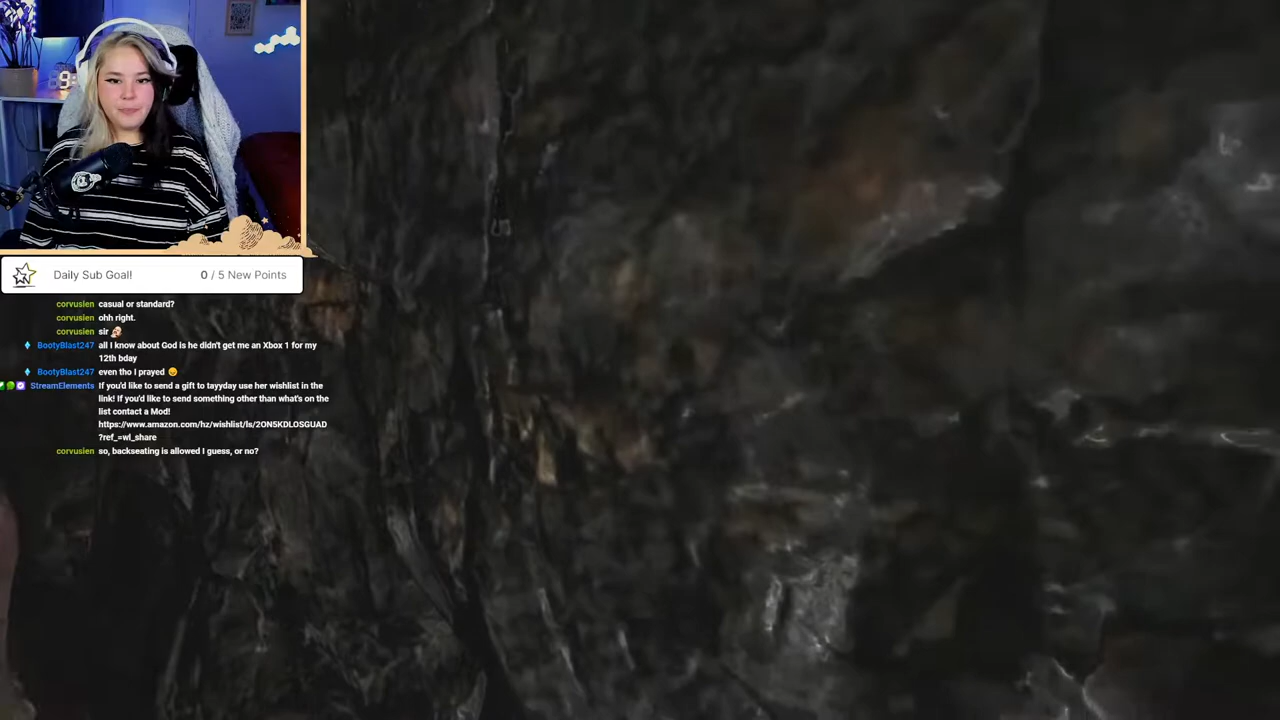 Daily Sub Goal! 0 / 5 New Points
corvusien casual or standard?
corvusien ohh right.
corvusien sir
BootyBlast247 all I know about God is he didn't get me an Xbox 1 for my
12th bday
BootyBlast247 even tho I prayed
StreamElements If you'd like to send a gift to tayyday use her wishlist in the
link! If you'd like to send something other than what's on the
list contact a Mod!
https://www.amazon.com/hz/wishlist/ls/2ON5KDLOSGUAD
?ref_=wl_share
corvusien so, backseating is allowed I guess, or no?